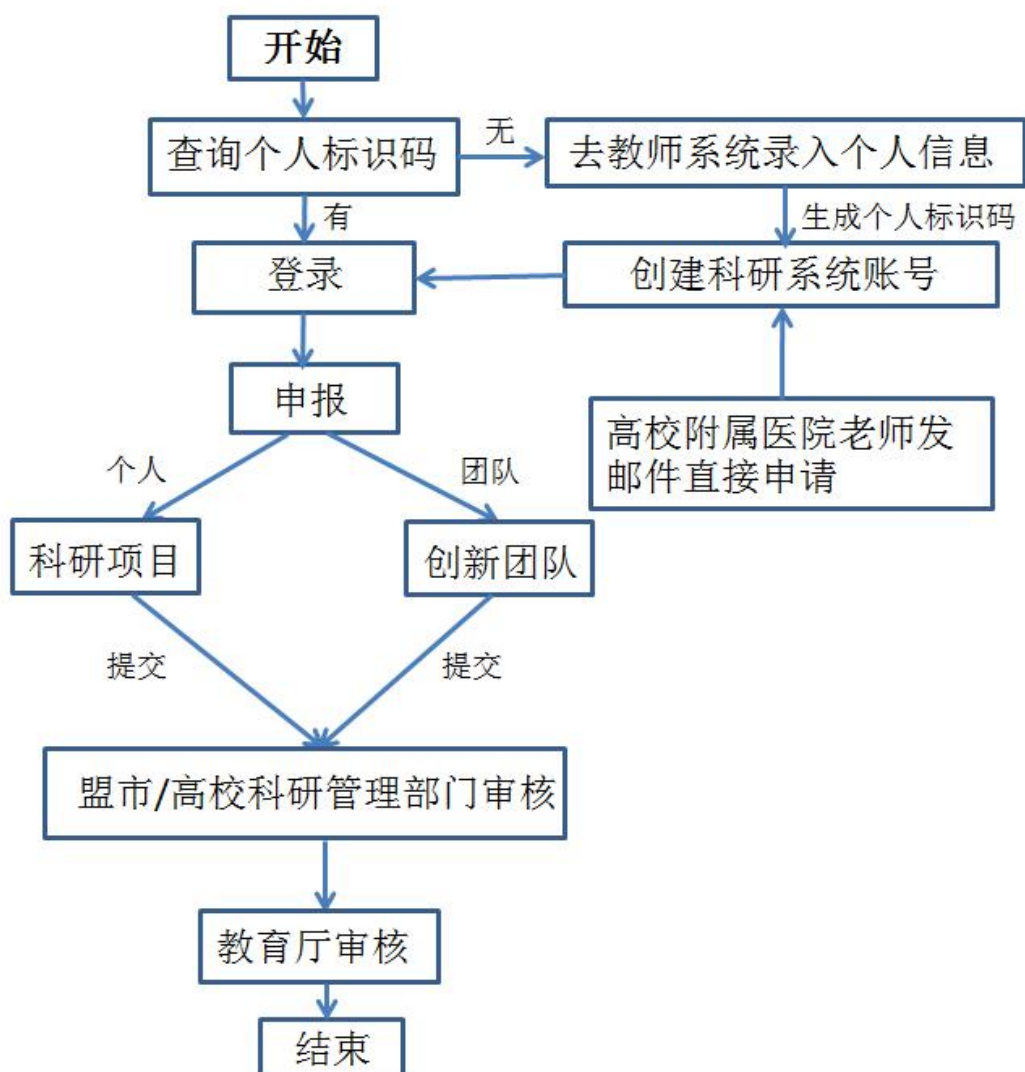 开始
查询个人标识码
无
去教师系统录入个人信息
有
生成个人标识码
登录
创建科研系统账号
申报
高校附属医院老师发
邮件直接申请
个人
团队
科研项目
创新团队
提交
提交
盟市/高校科研管理部门审核
教育厅审核
结束